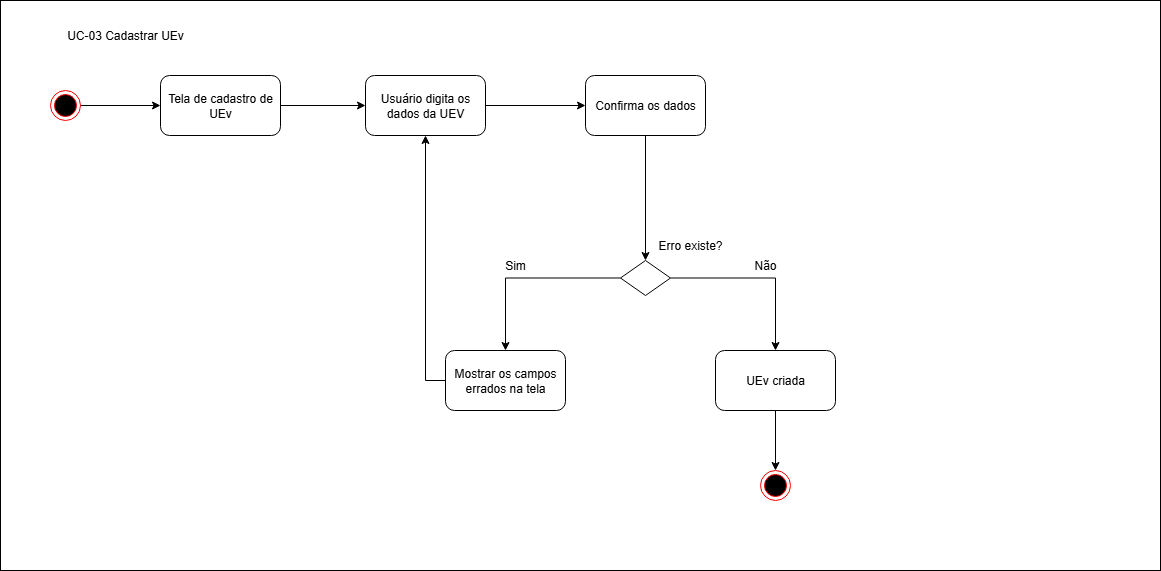 UC-03 Cadastrar UEv
Tela de cadastro de
UEv
Usuário digita os
dados da UEV
Confirma os dados
Erro existe?
Sim
Não
Mostrar os campos
errados na tela
UEv criada